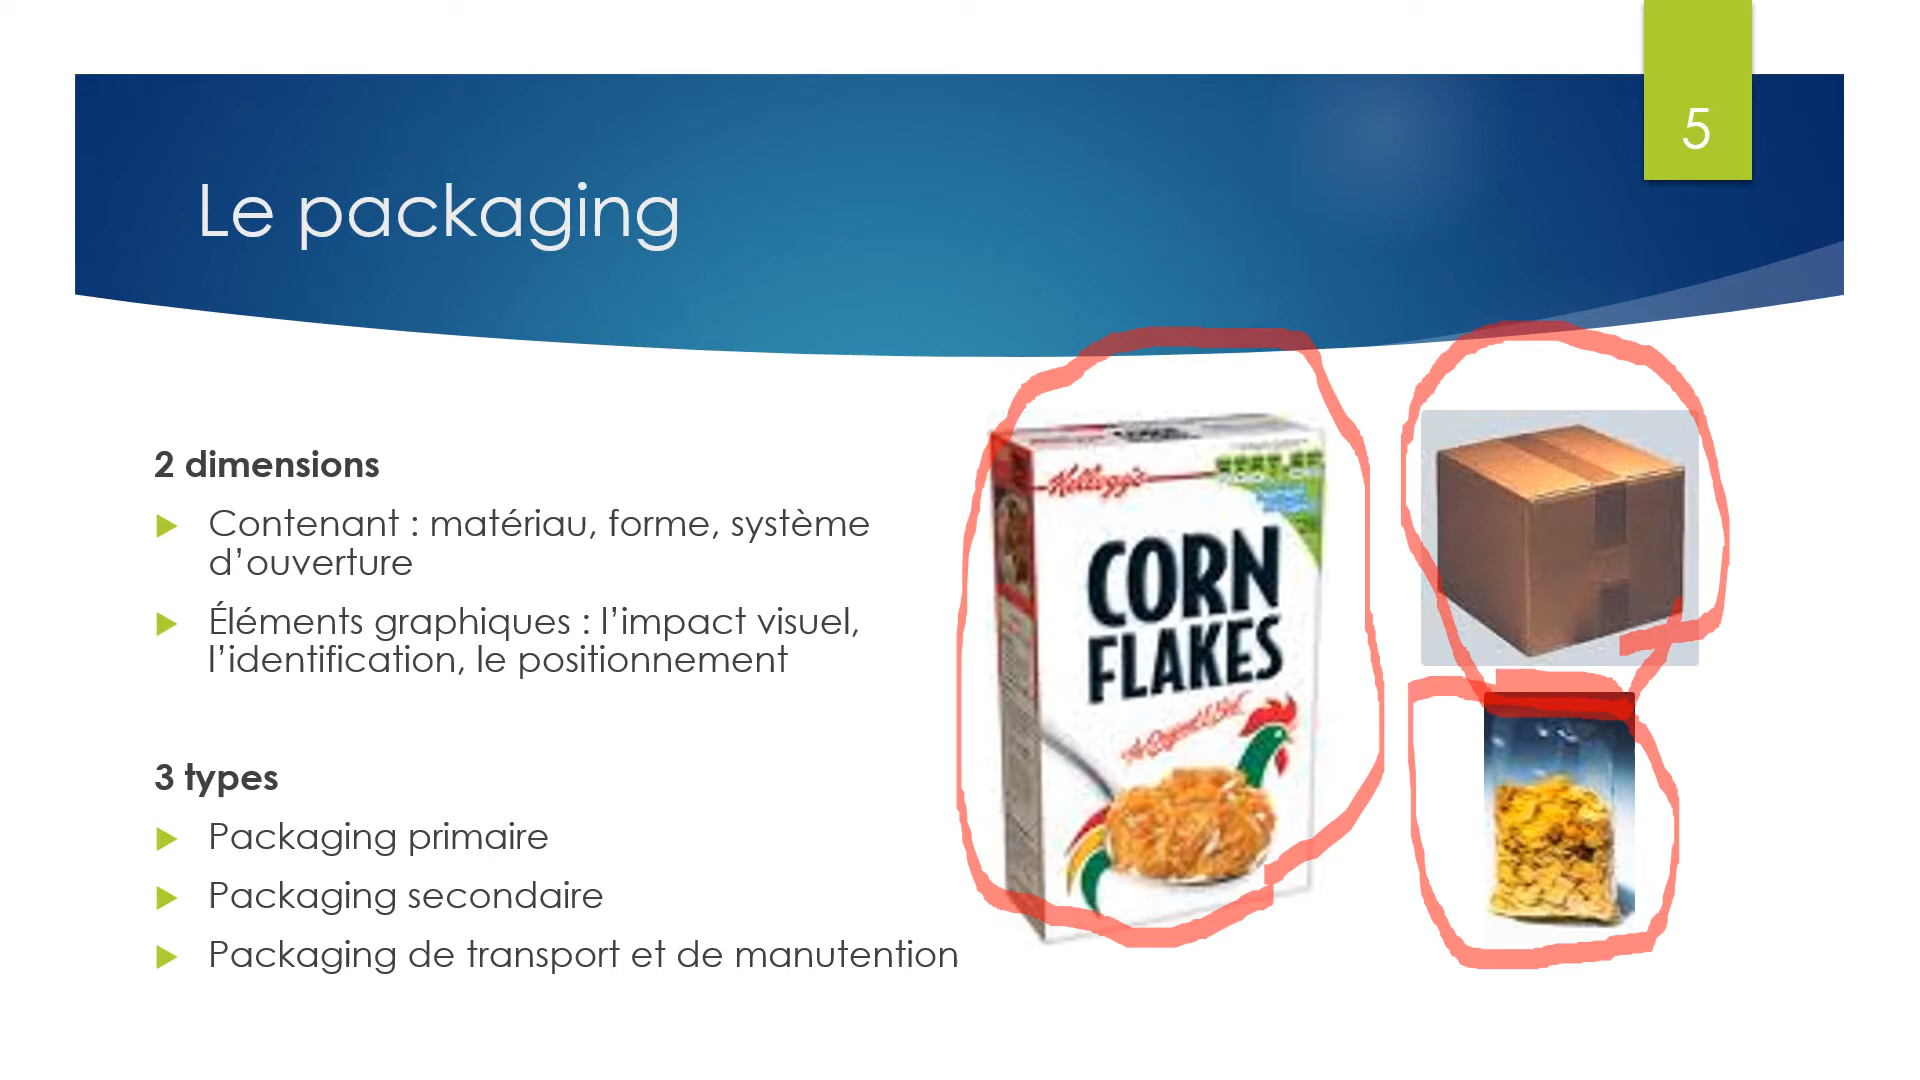 5
Le packaging
2 dimensions
Contenant : matériau, forme, système
d’ouverture
Éléments graphiques : l’impact visuel,
l’identification, le positionnement
3 types
Packaging primaire
Packaging secondaire
Packaging de transport et de manutention
Kellogg's
CORN
FLAKES